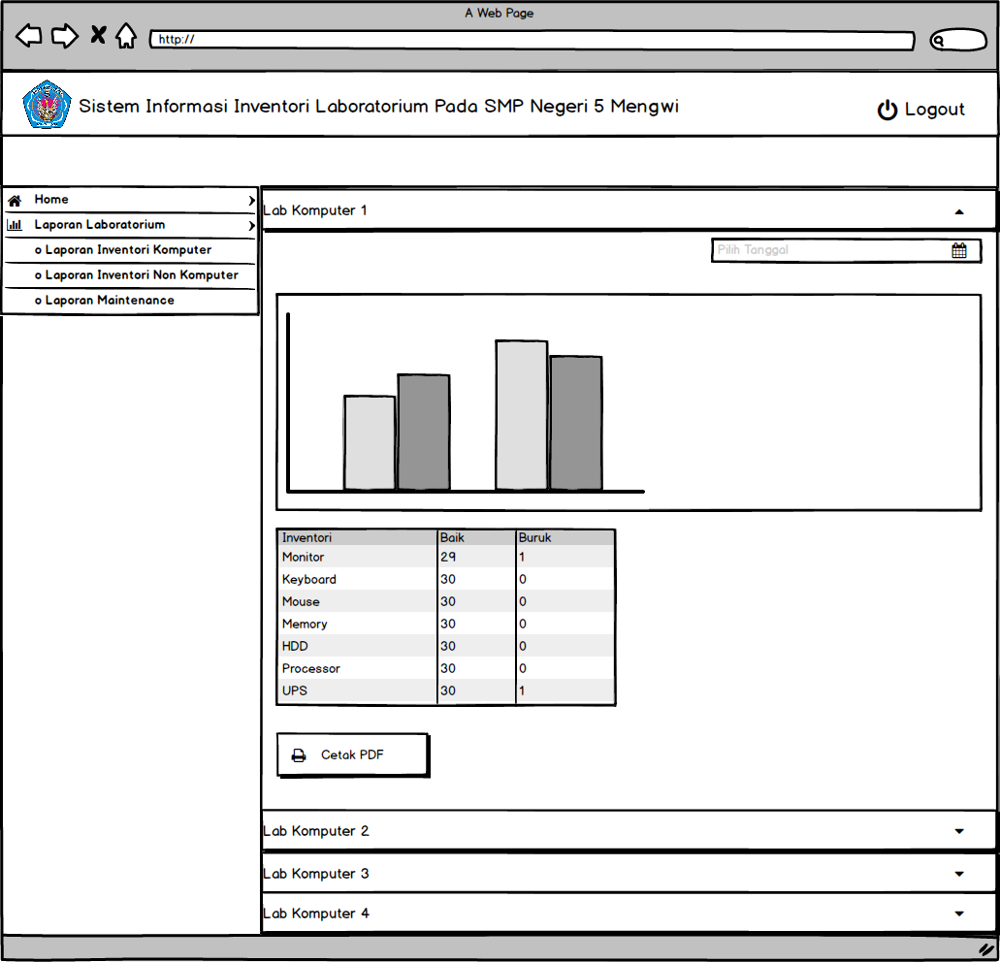 A Web Page
http://
Sistem Informasi Inventori Laboratorium Pada SMP Negeri 5 Mengwi
Logout
Home
Laporan Laboratorium
o Laporan Inventori Komputer
o Laporan Inventori Non Komputer
o Laporan Maintenance
Lab Komputer 1
Pilih Tanggal
Inventori Baik Buruk
Monitor 29 1
Keyboard 30 0
Mouse 30 0
Memory 30 0
HDD 30 0
Processor 30 0
UPS 30 1
Cetak PDF
Lab Komputer 2
Lab Komputer 3
Lab Komputer 4